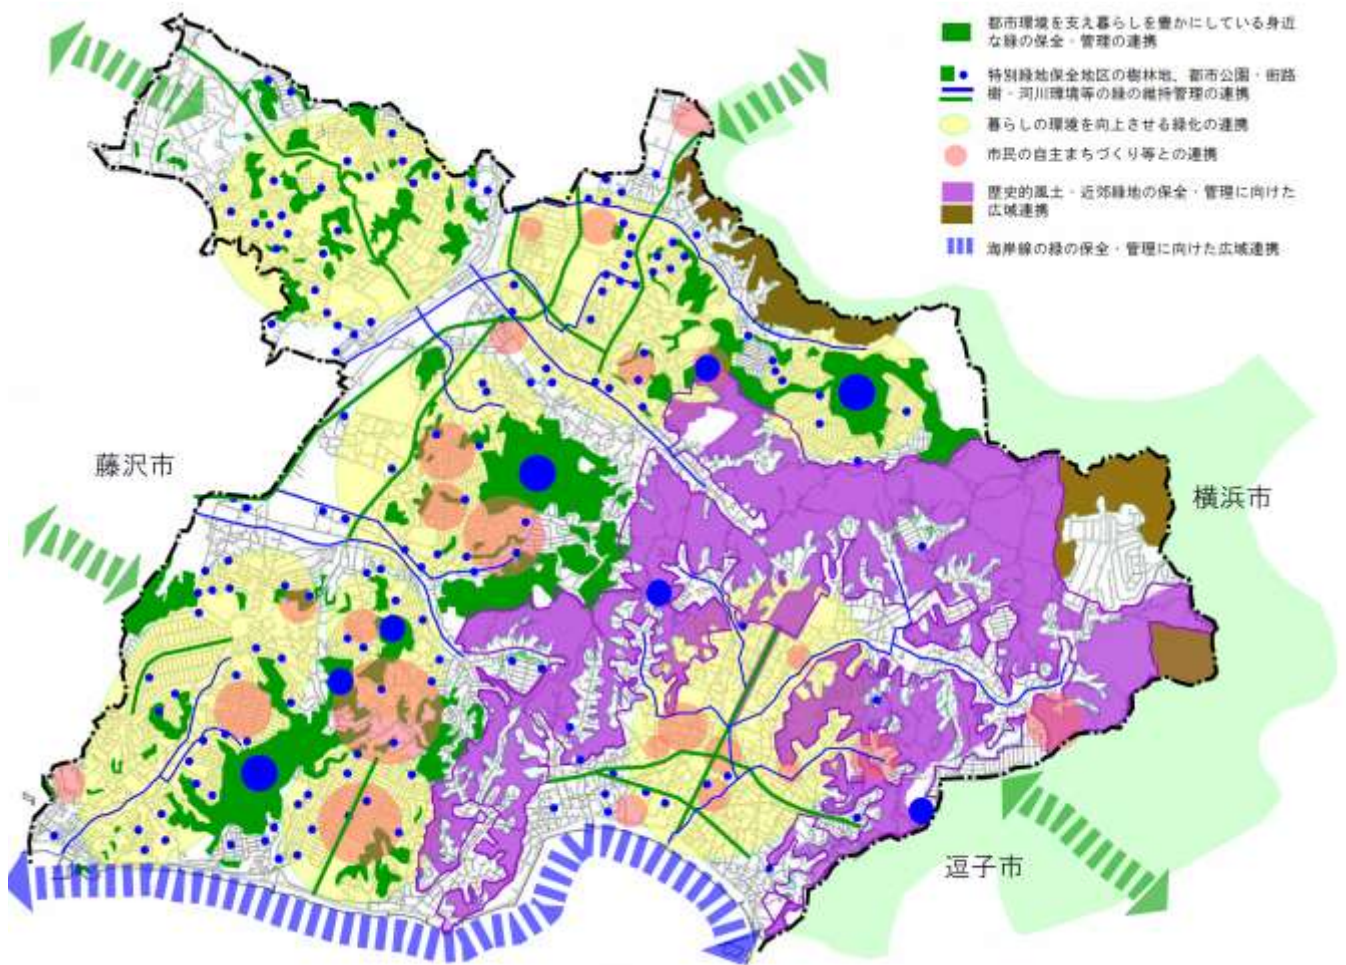 都市環境を支え暮らしを豊かにしている身近
な緑の保全・管理の連携
特別緑地保全地区の樹林地、都市公園・街路
樹・河川環境等の緑の維持管理の連携
暮らしの環境を向上させる緑化の連携
市民の自主まちづくり等との連携
歴史的風土・近郊緑地の保全・管理に向けた
広域連携
海岸線の緑の保全・管理に向けた広域連携
藤沢市
横浜市
逗子市